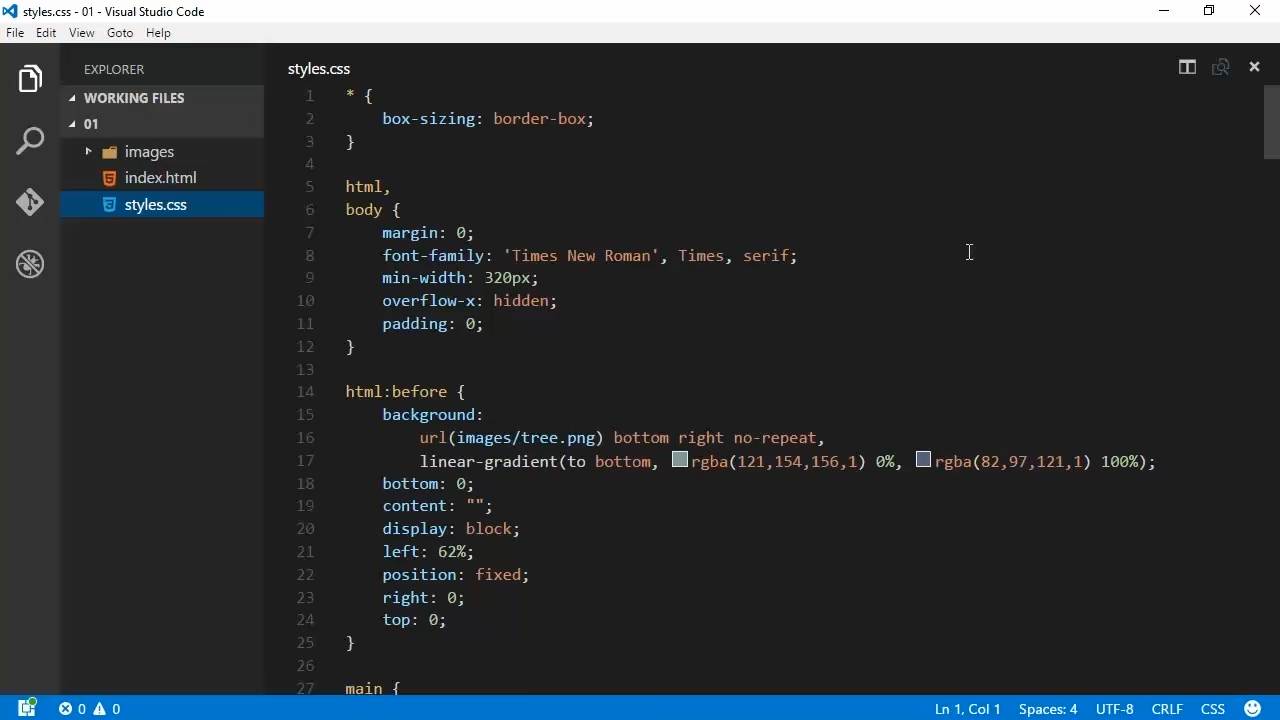 styles.css - 01 - Visual Studio Code
File Edit View Goto Help
EXPLORER
WORKING FILES
01
images
index.html
styles.css
styles.css
1 * {
2 box-sizing: border-box;
3 }
4
5 html,
6 body {
7 margin: 0;
8 font-family: 'Times New Roman', Times, serif;
9 min-width: 320px;
10 overflow-x: hidden;
11 padding: 0;
12 }
13
14 html:before {
15 background:
16 url(images/tree.png) bottom right no-repeat,
17 linear-gradient(to bottom, rgba(121,154,156,1) 0%, rgba(82,97,121,1) 100%);
18 bottom: 0;
19 content: "";
20 display: block;
21 left: 62%;
22 position: fixed;
23 right: 0;
24 top: 0;
25 }
26
27 main {
0 0 Ln 1, Col 1 Spaces: 4 UTF-8 CRLF CSS